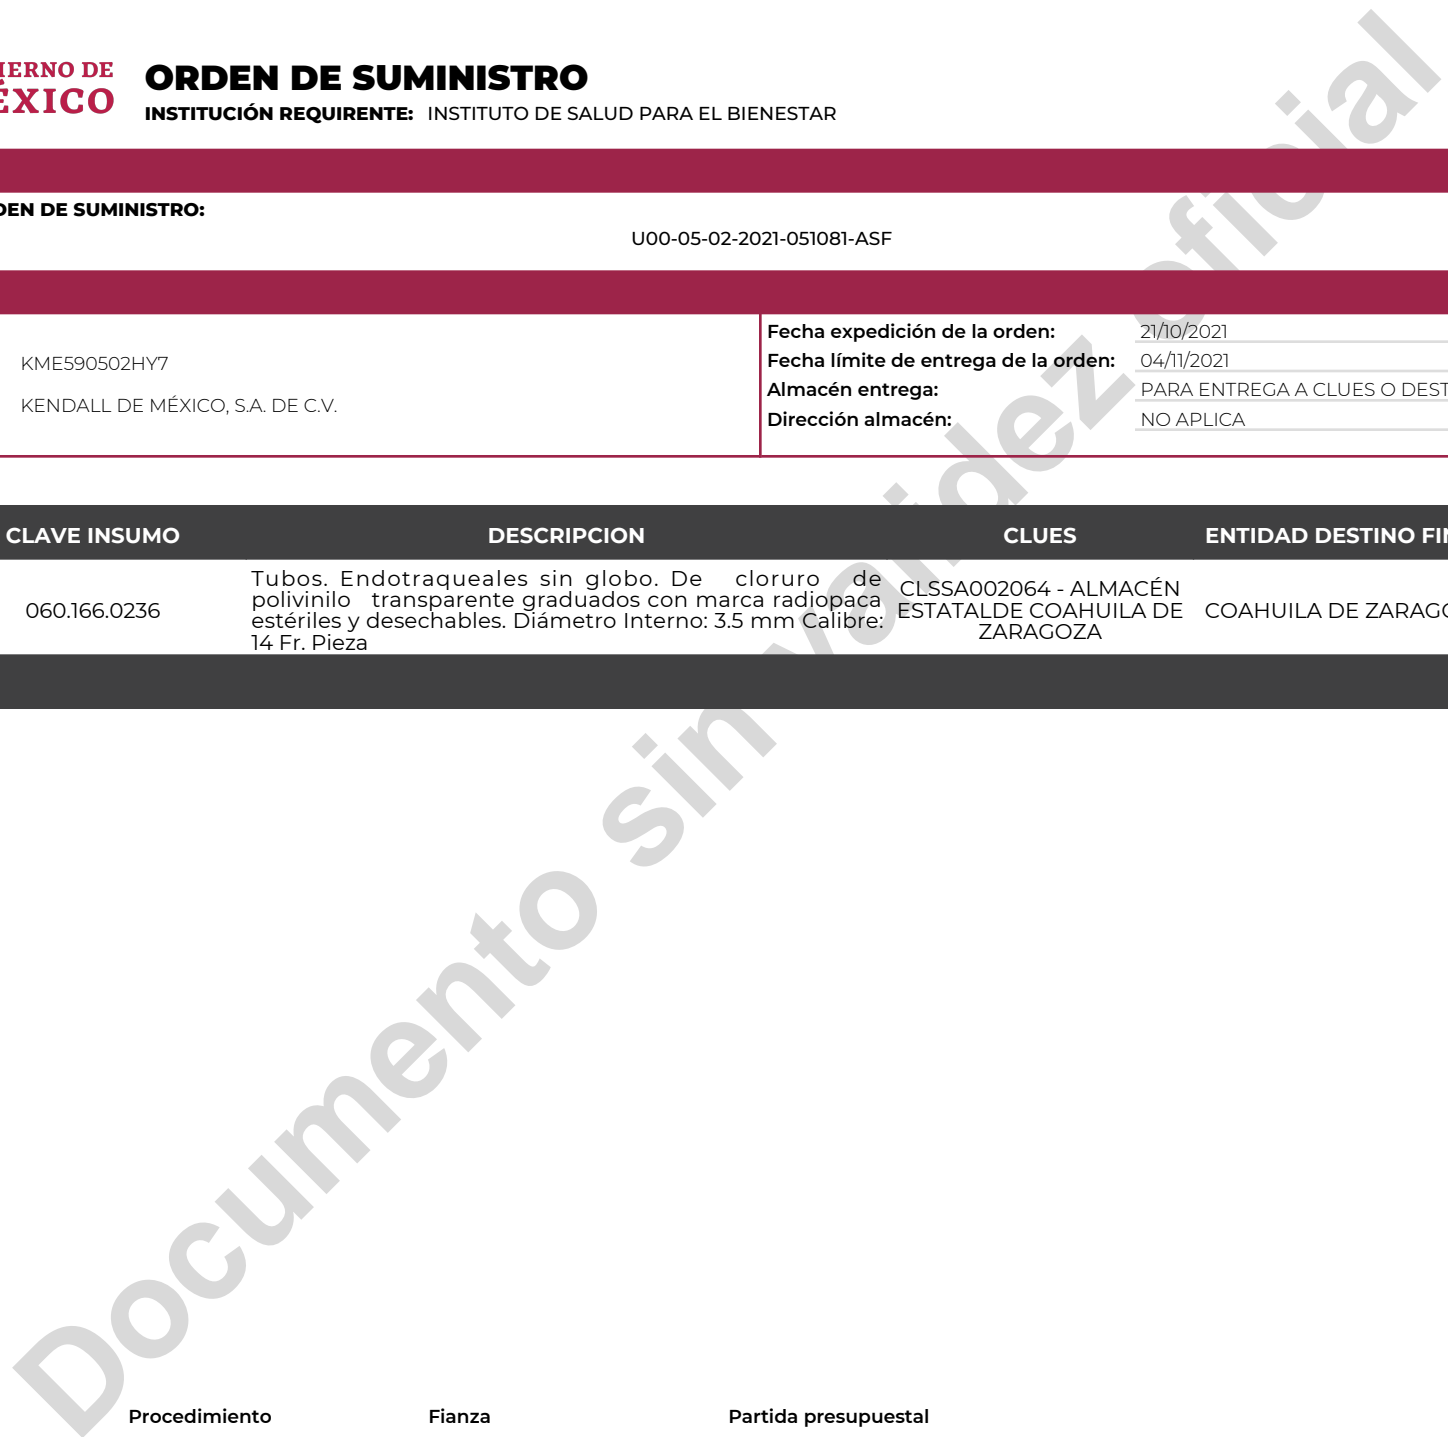 IERNO DE
ÉXICO
ORDEN DE SUMINISTRO
INSTITUCIÓN REQUIRENTE: INSTITUTO DE SALUD PARA EL BIENESTAR
DEN DE SUMINISTRO:
U00-05-02-2021-051081-ASF
KME590502HY7
KENDALL DE MÉXICO, S.A. DE C.V.
Fecha expedición de la orden: 21/10/2021
Fecha límite de entrega de la orden: 04/11/2021
Almacén entrega: PARA ENTREGA A CLUES O DEST
Dirección almacén: NO APLICA
CLAVE INSUMO DESCRIPCION CLUES ENTIDAD DESTINO FIN
060.166.0236
Tubos. Endotraqueales sin globo. De cloruro de
polivinilo transparente graduados con marca radiopaca
estériles y desechables. Diámetro Interno: 3.5 mm Calibre:
14 Fr. Pieza
CLSSA002064 - ALMACÉN
ESTATALDE COAHUILA DE
ZARAGOZA
COAHUILA DE ZARAGO
Documento sin validez oficial
Procedimiento Fianza Partida presupuestal